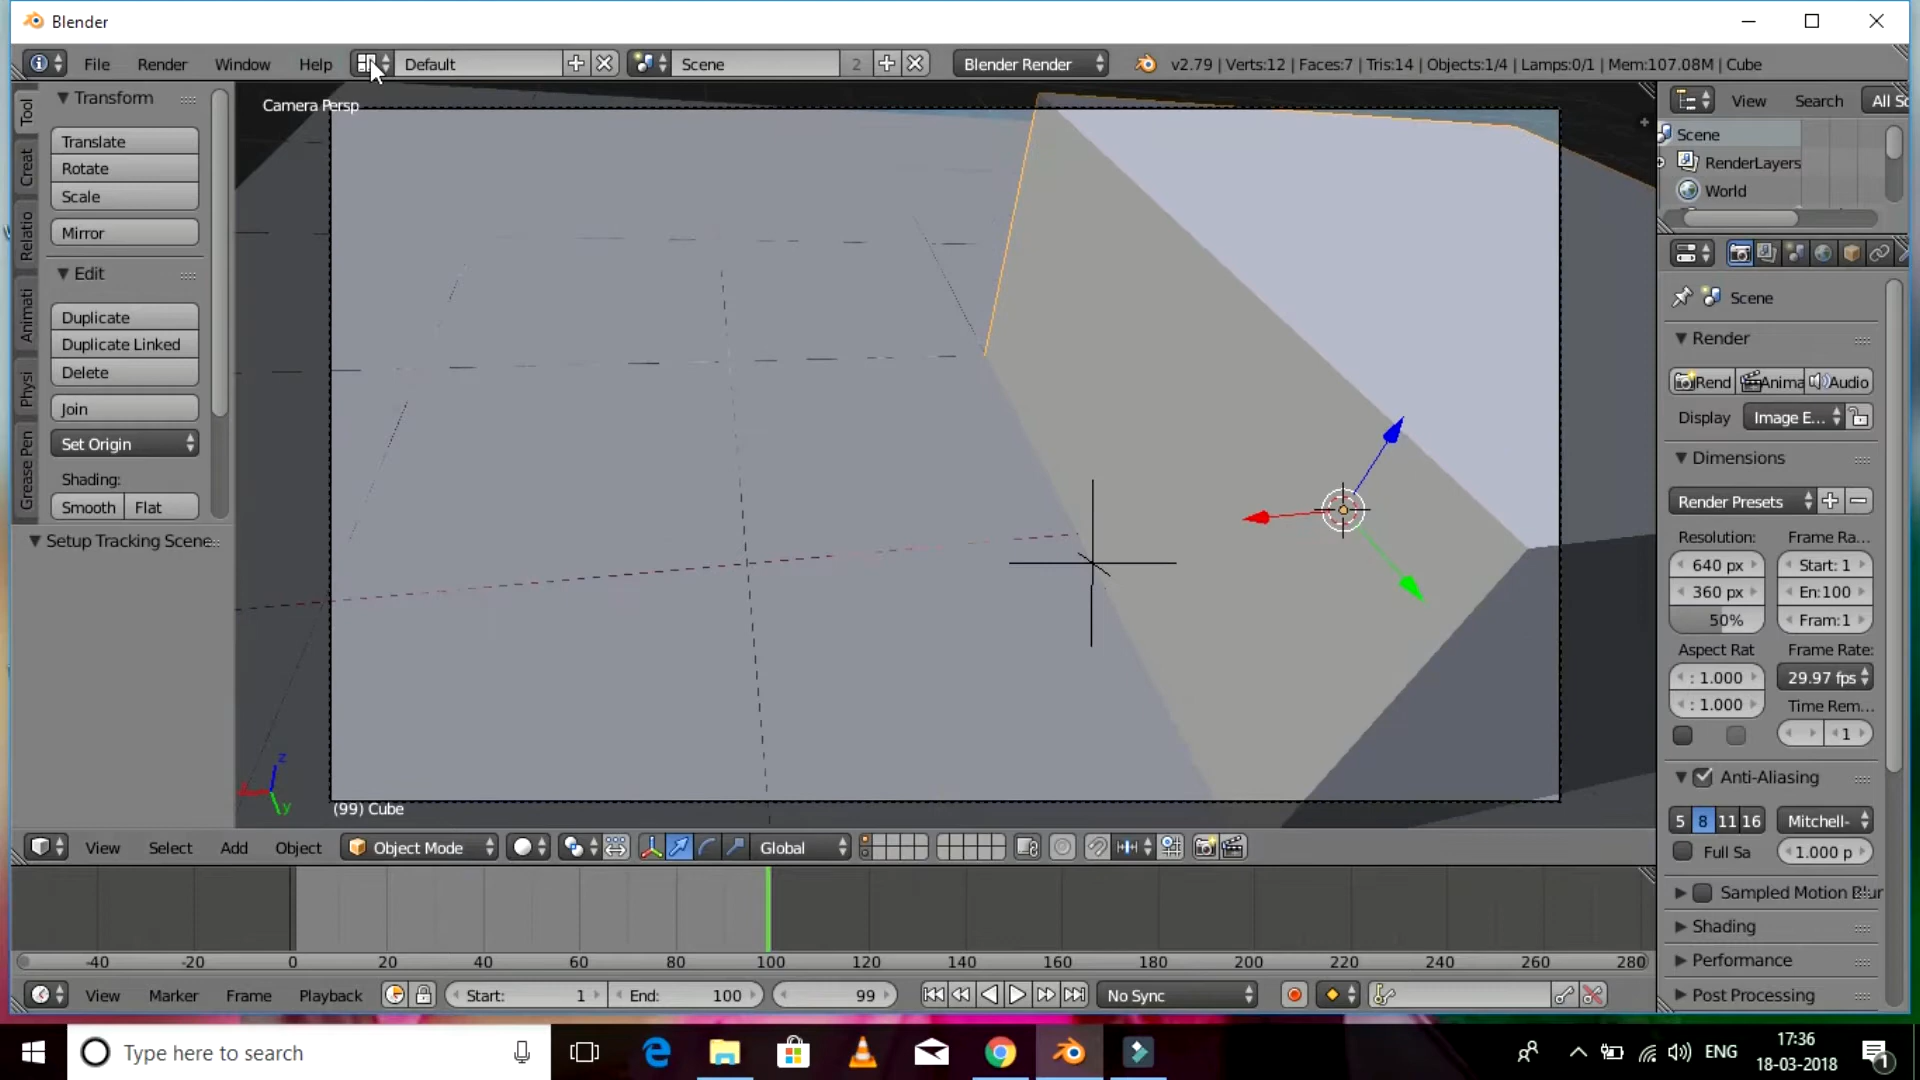 Blender
File Render Window Help Default Scene 2 Blender Render v2.79 | Verts:12 | Faces:7 | Tris:14 | Objects:1/4 | Lamps:0/1 | Mem:107.08M | Cube
Tool
Creat
Relatio
Animati
Physi
Grease Pen
Transform
Translate
Rotate
Scale
Mirror
Edit
Duplicate
Duplicate Linked
Delete
Join
Set Origin
Shading:
Smooth Flat
Setup Tracking Scene
Camera Persp
z
y
(99) Cube
View Search All Sc
Scene
RenderLayers
World
Scene
Render
Rend Anima Audio
Display Image E...
Dimensions
Render Presets
Resolution: Frame Ra...
640 px Start: 1
360 px En:100
50% Fram:1
Aspect Rat Frame Rate:
: 1.000 29.97 fps
: 1.000 Time Rem...
1
Anti-Aliasing
5 8 11 16 Mitchell-
Full Sa 1.000 p
Sampled Motion Blur
Shading
Performance
Post Processing
View Select Add Object Object Mode Global
-40 -20 0 20 40 60 80 100 120 140 160 180 200 220 240 260 280
View Marker Frame Playback Start: 1 End: 100 99 No Sync
Type here to search
ENG
17:36
18-03-2018
1